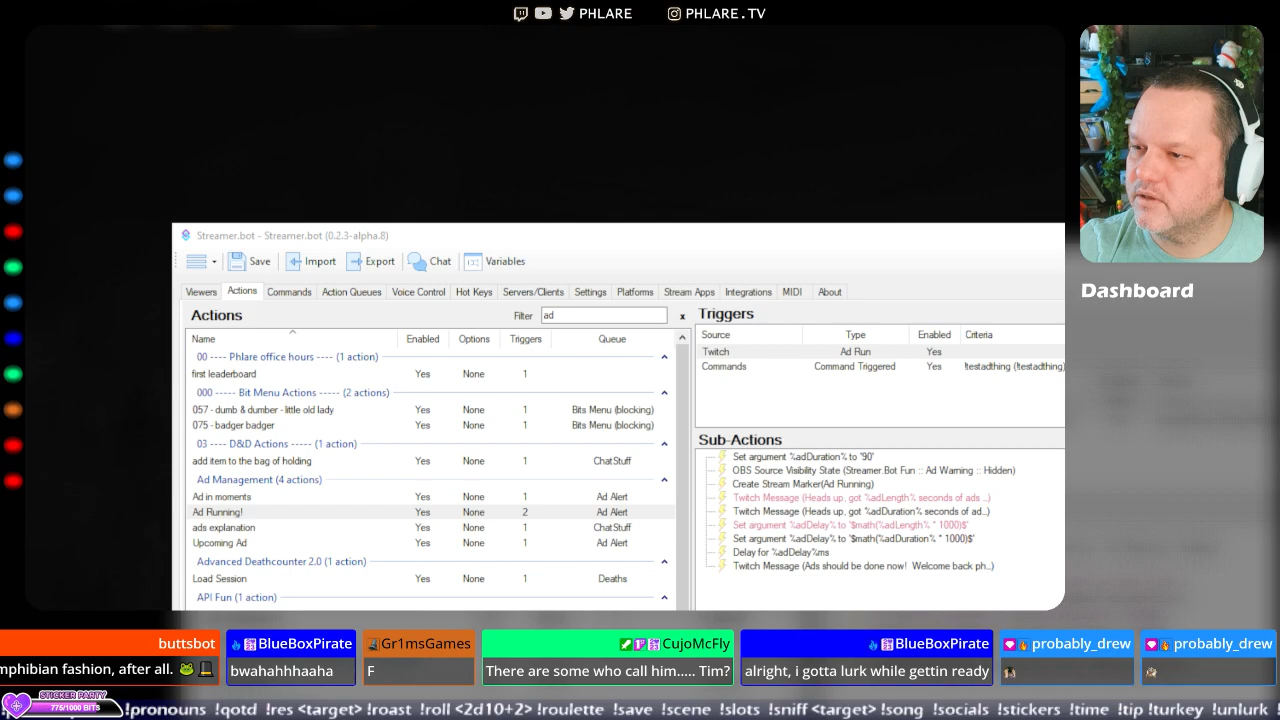 PHLARE PHLARE.TV
Streamer.bot - Streamer.bot (0.2.3-alpha.8)
Save Import Export Chat Variables
Viewers Actions Commands Action Queues Voice Control Hot Keys Servers/Clients Settings Platforms Stream Apps Integrations MIDI About
Actions Filter ad x
Name Enabled Options Triggers Queue
00 ---- Phlare office hours ---- (1 action)
first leaderboard Yes None 1
000 ----- Bit Menu Actions ----- (2 actions)
057 - dumb & dumber - little old lady Yes None 1 Bits Menu (blocking)
075 - badger badger Yes None 1 Bits Menu (blocking)
03 ---- D&D Actions ----- (1 action)
add item to the bag of holding Yes None 1 ChatStuff
Ad Management (4 actions)
Ad in moments Yes None 1 Ad Alert
Ad Running! Yes None 2 Ad Alert
ads explanation Yes None 1 ChatStuff
Upcoming Ad Yes None 1 Ad Alert
Advanced Deathcounter 2.0 (1 action)
Load Session Yes None 1 Deaths
API Fun (1 action)
Triggers
Source Type Enabled Criteria
Twitch Ad Run Yes
Commands Command Triggered Yes !testadthing (!testadthing)
Sub-Actions
Set argument %adDuration% to '90'
OBS Source Visibility State (Streamer.Bot Fun :: Ad Warning :: Hidden)
Create Stream Marker(Ad Running)
Twitch Message (Heads up, got %adLength% seconds of ads ...)
Twitch Message (Heads up, got %adDuration% seconds of ad...)
Set argument %adDelay% to '$math(%adLength% * 1000)$'
Set argument %adDelay% to '$math(%adDuration% * 1000)$'
Delay for %adDelay%ms
Twitch Message (Ads should be done now! Welcome back ph...)
Dashboard
buttsbot
mphibian fashion, after all. 🐸 🎩
BlueBoxPirate
bwahahhhaaha
Gr1msGames
F
CujoMcFly
There are some who call him..... Tim?
BlueBoxPirate
alright, i gotta lurk while gettin ready
probably_drew
probably_drew
STICKER PARTY
775/1000 BITS
!pronouns !qotd !res <target> !roast !roll <2d10+2> !roulette !save !scene !slots !sniff <target> !song !socials !stickers !time !tip !turkey !unlurk